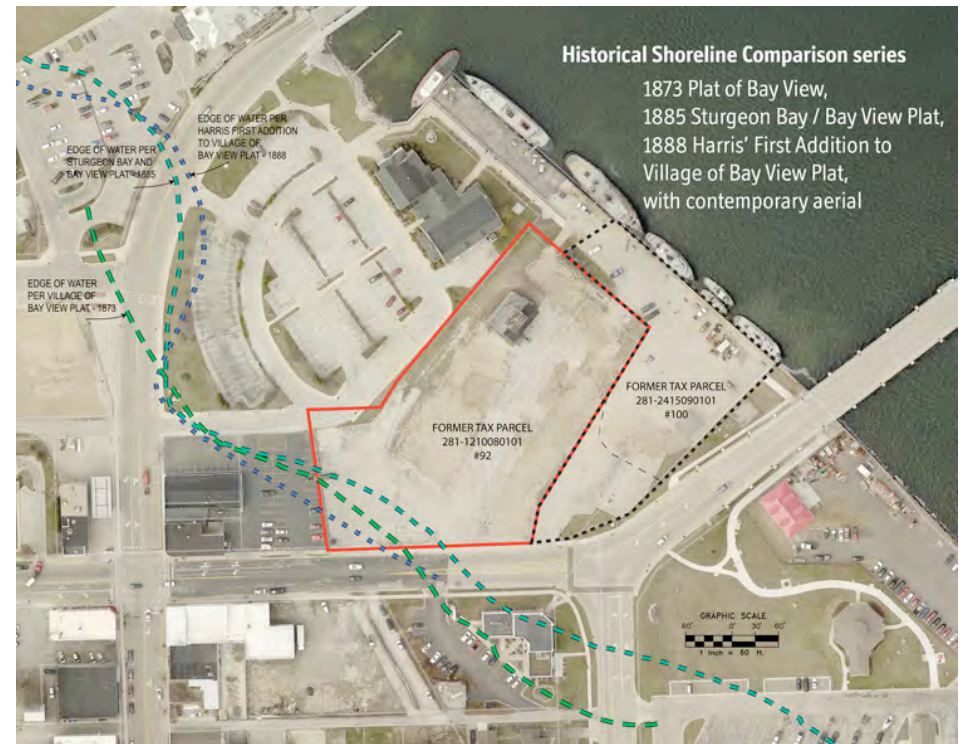 Historical Shoreline Comparison series
1873 Plat of Bay View,
1885 Sturgeon Bay / Bay View Plat,
1888 Harris' First Addition to
Village of Bay View Plat,
with contemporary aerial
EDGE OF WATER PER
HARRIS FIRST ADDITION
TO VILLAGE OF
BAY VIEW PLAT - 1888
EDGE OF WATER PER
STURGEON BAY AND
BAY VIEW PLAT - 1885
EDGE OF WATER
PER VILLAGE OF
BAY VIEW PLAT - 1873
FORMER TAX PARCEL
281-2415090101
#100
FORMER TAX PARCEL
281-1210080101
#92
GRAPHIC SCALE
60' 0' 30' 60'
1 inch = 60 ft.